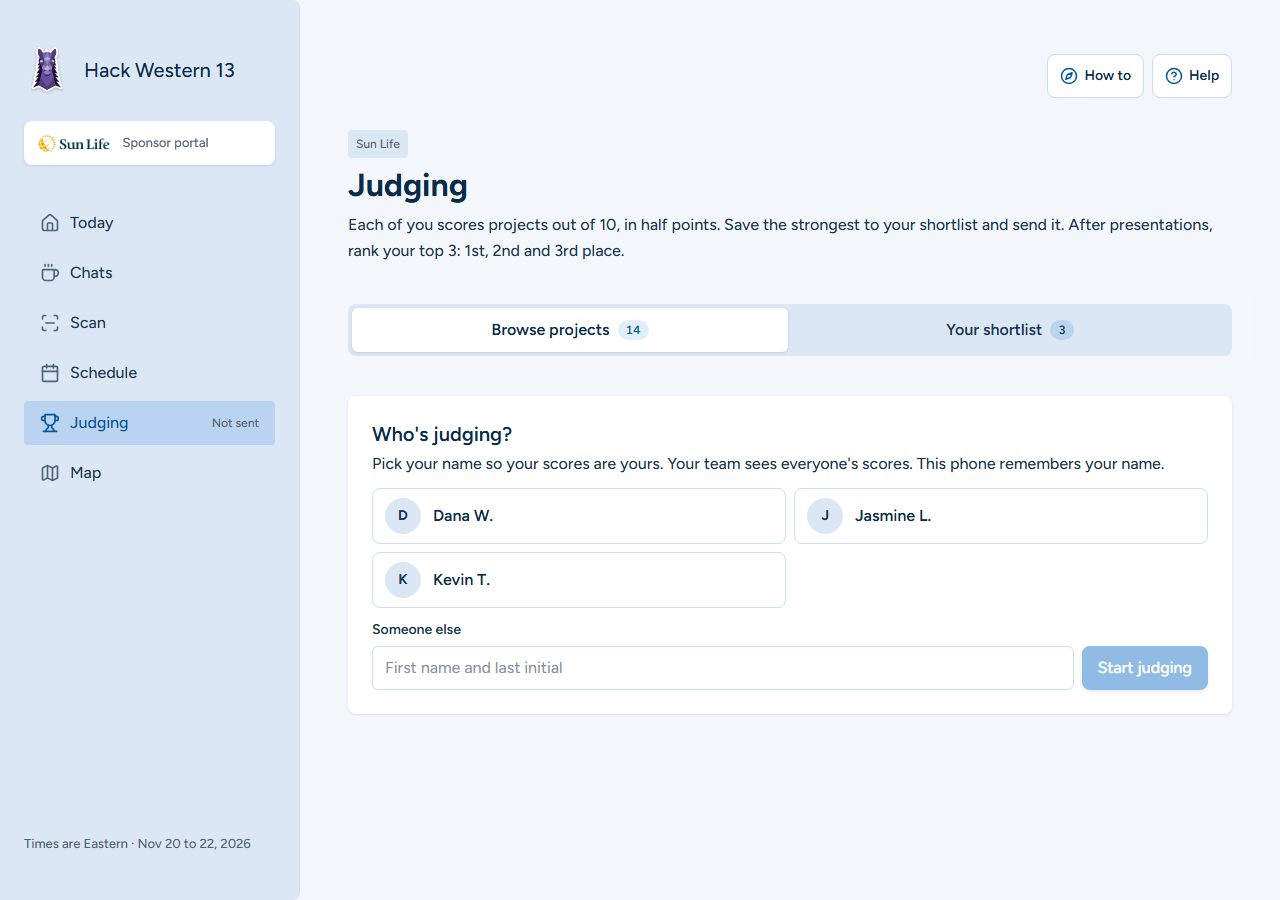 Hack Western 13
Sun Life Sponsor portal
Today
Chats
Scan
Schedule
Judging Not sent
Map
Times are Eastern · Nov 20 to 22, 2026
How to
Help
Sun Life
Judging
Each of you scores projects out of 10, in half points. Save the strongest to your shortlist and send it. After presentations,
rank your top 3: 1st, 2nd and 3rd place.
Browse projects 14
Your shortlist 3
Who's judging?
Pick your name so your scores are yours. Your team sees everyone's scores. This phone remembers your name.
D Dana W.
J Jasmine L.
K Kevin T.
Someone else
First name and last initial
Start judging